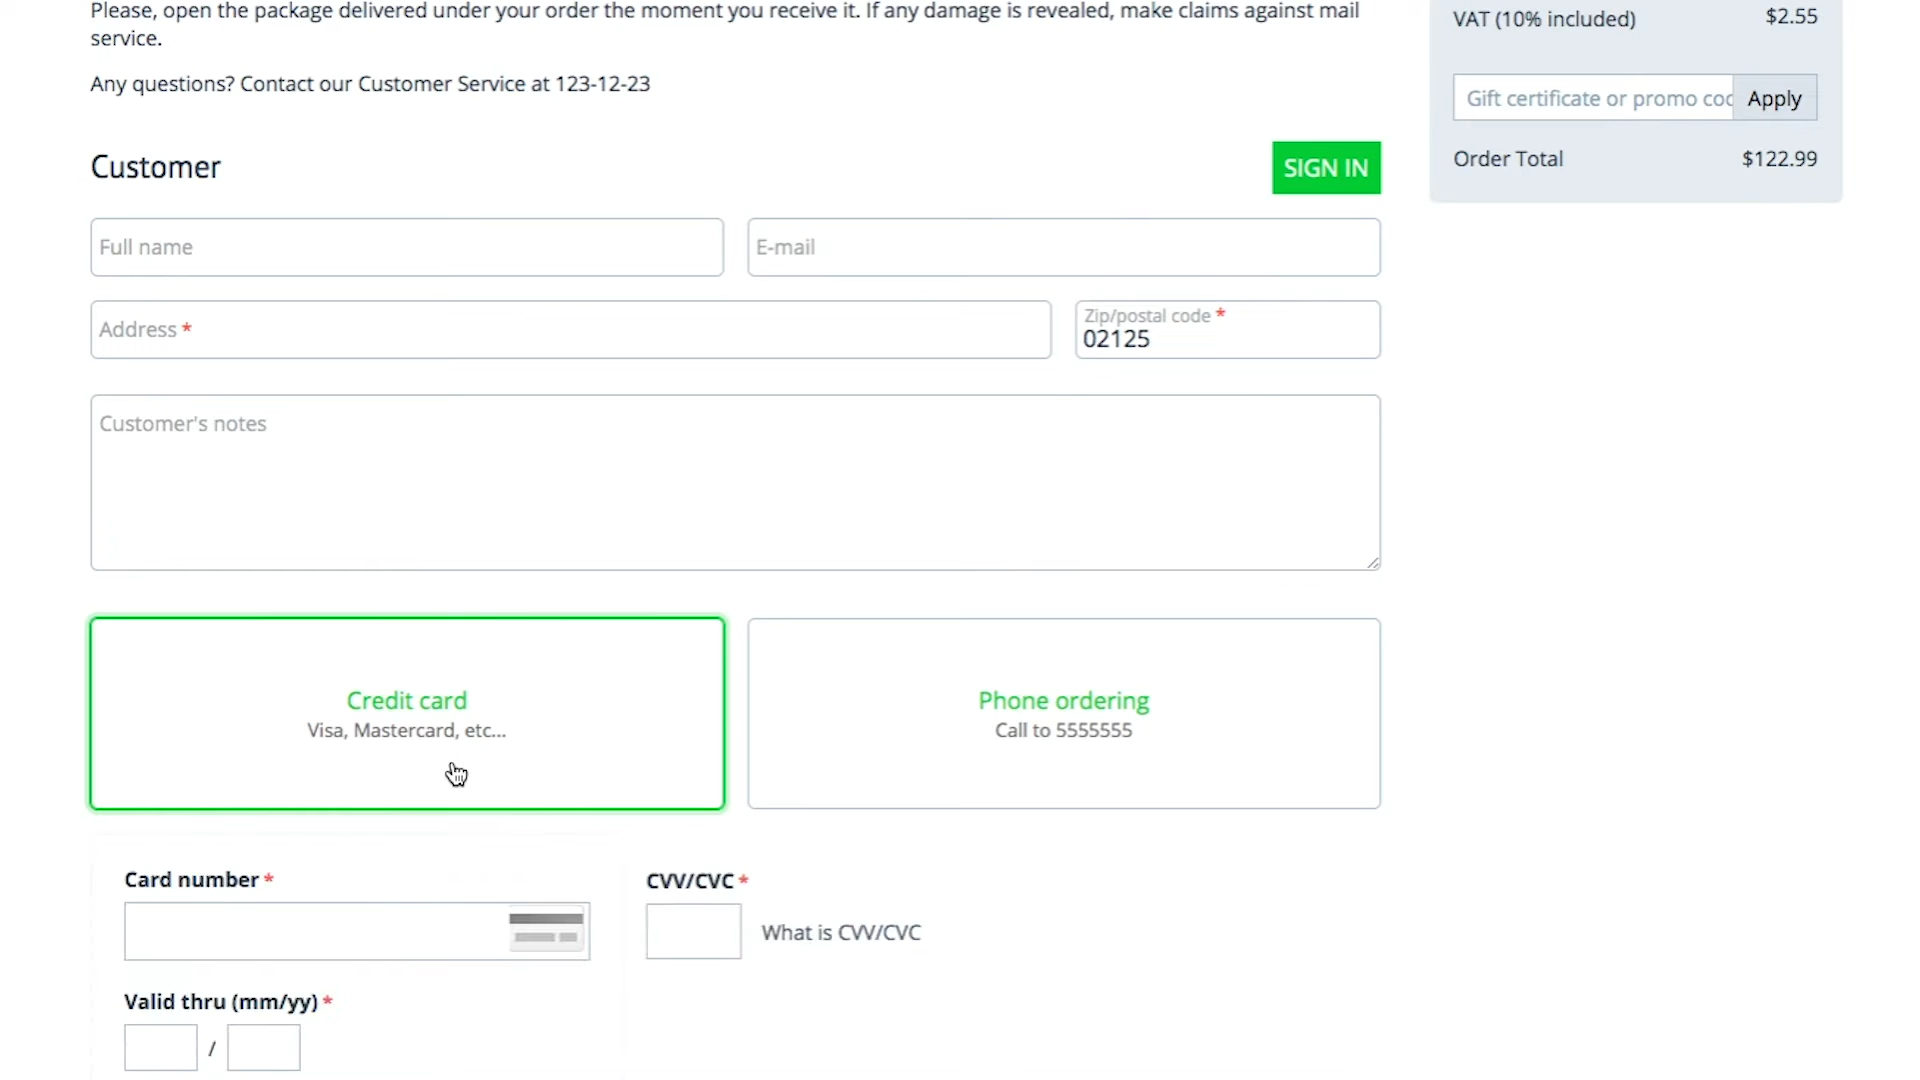 Please, open the package delivered under your order the moment you receive it. If any damage is revealed, make claims against mail
service.
Any questions? Contact our Customer Service at 123-12-23
VAT (10% included) $2.55
Gift certificate or promo coc Apply
Order Total $122.99
Customer SIGN IN
Full name E-mail
Address * Zip/postal code *
02125
Customer's notes
Credit card
Visa, Mastercard, etc...
Phone ordering
Call to 5555555
Card number *
CVV/CVC *
What is CVV/CVC
Valid thru (mm/yy) *
/